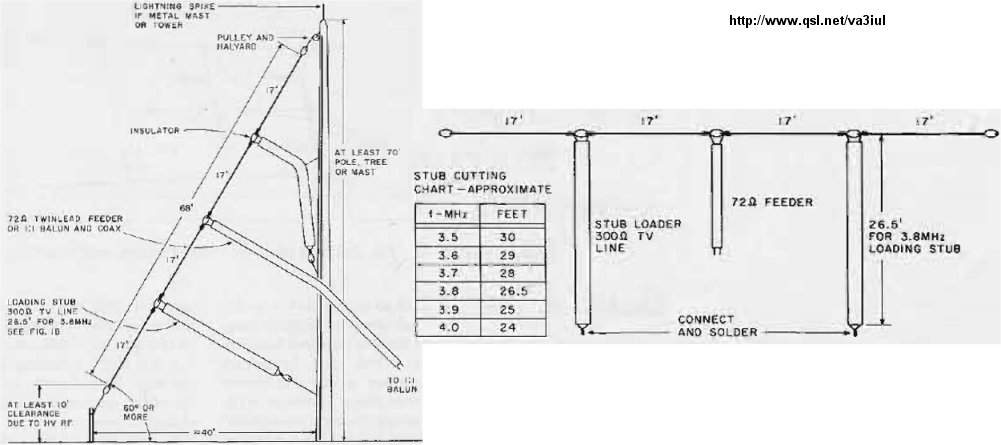 http://www.qsl.net/va3iul
LIGHTNING SPIKE
IF METAL MAST
OR TOWER
PULLEY AND
HALYARD
17'
INSULATOR
17'
AT LEAST 70'
POLE, TREE
OR MAST
68'
72Ω TWINLEAD FEEDER
OR 1:1 BALUN AND COAX
17'
LOADING STUB
300Ω TV LINE
26.5' FOR 3.8MHz
SEE FIG. 1B
17'
TO 1:1
BALUN
AT LEAST 10'
CLEARANCE
DUE TO HV RF
60° OR
MORE
≈40'
17' 17' 17' 17'
STUB CUTTING
CHART — APPROXIMATE
f-MHz FEET
3.5 30
3.6 29
3.7 28
3.8 26.5
3.9 25
4.0 24
STUB LOADER
300Ω TV
LINE
72Ω FEEDER
26.5'
FOR 3.8MHz
LOADING STUB
CONNECT
AND SOLDER